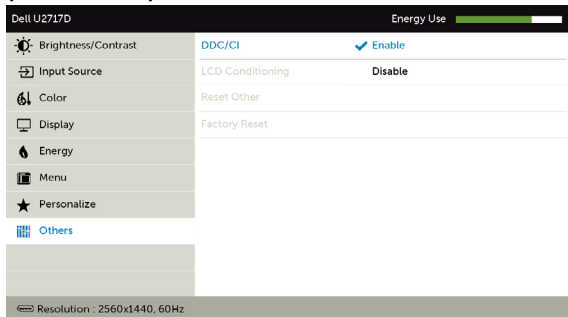 Dell U2717D
Energy Use
Brightness/Contrast
DDC/CI
Enable
Input Source
LCD Conditioning
Disable
Color
Reset Other
Display
Factory Reset
Energy
Menu
Personalize
Others
Resolution : 2560x1440, 60Hz